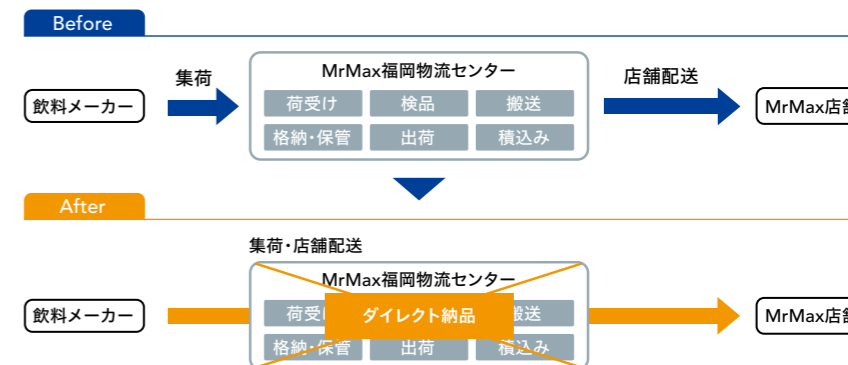 Before
集荷
MrMax福岡物流センター
店舗配送
飲料メーカー
荷受け 検品 搬送
MrMax店舗
格納・保管 出荷 積込み
After
集荷・店舗配送
MrMax福岡物流センター
飲料メーカー
荷受 ダイレクト納品 搬送
MrMax店舗
格納・保管 出荷 積込み